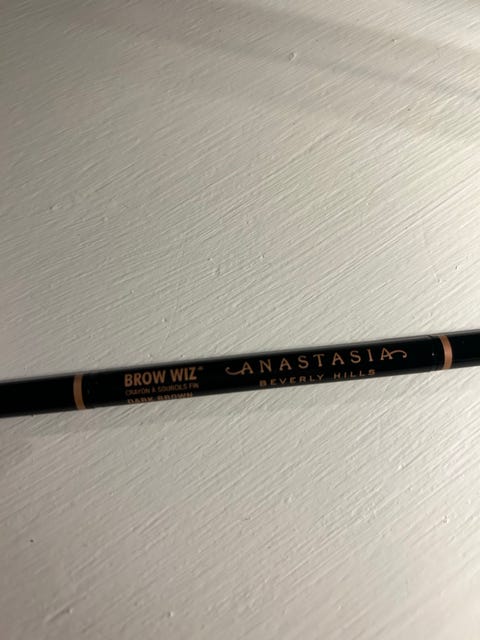 BROW WIZ®
CRAYON À SOURCILS FIN
DARK BROWN
ANASTASIA
BEVERLY HILLS